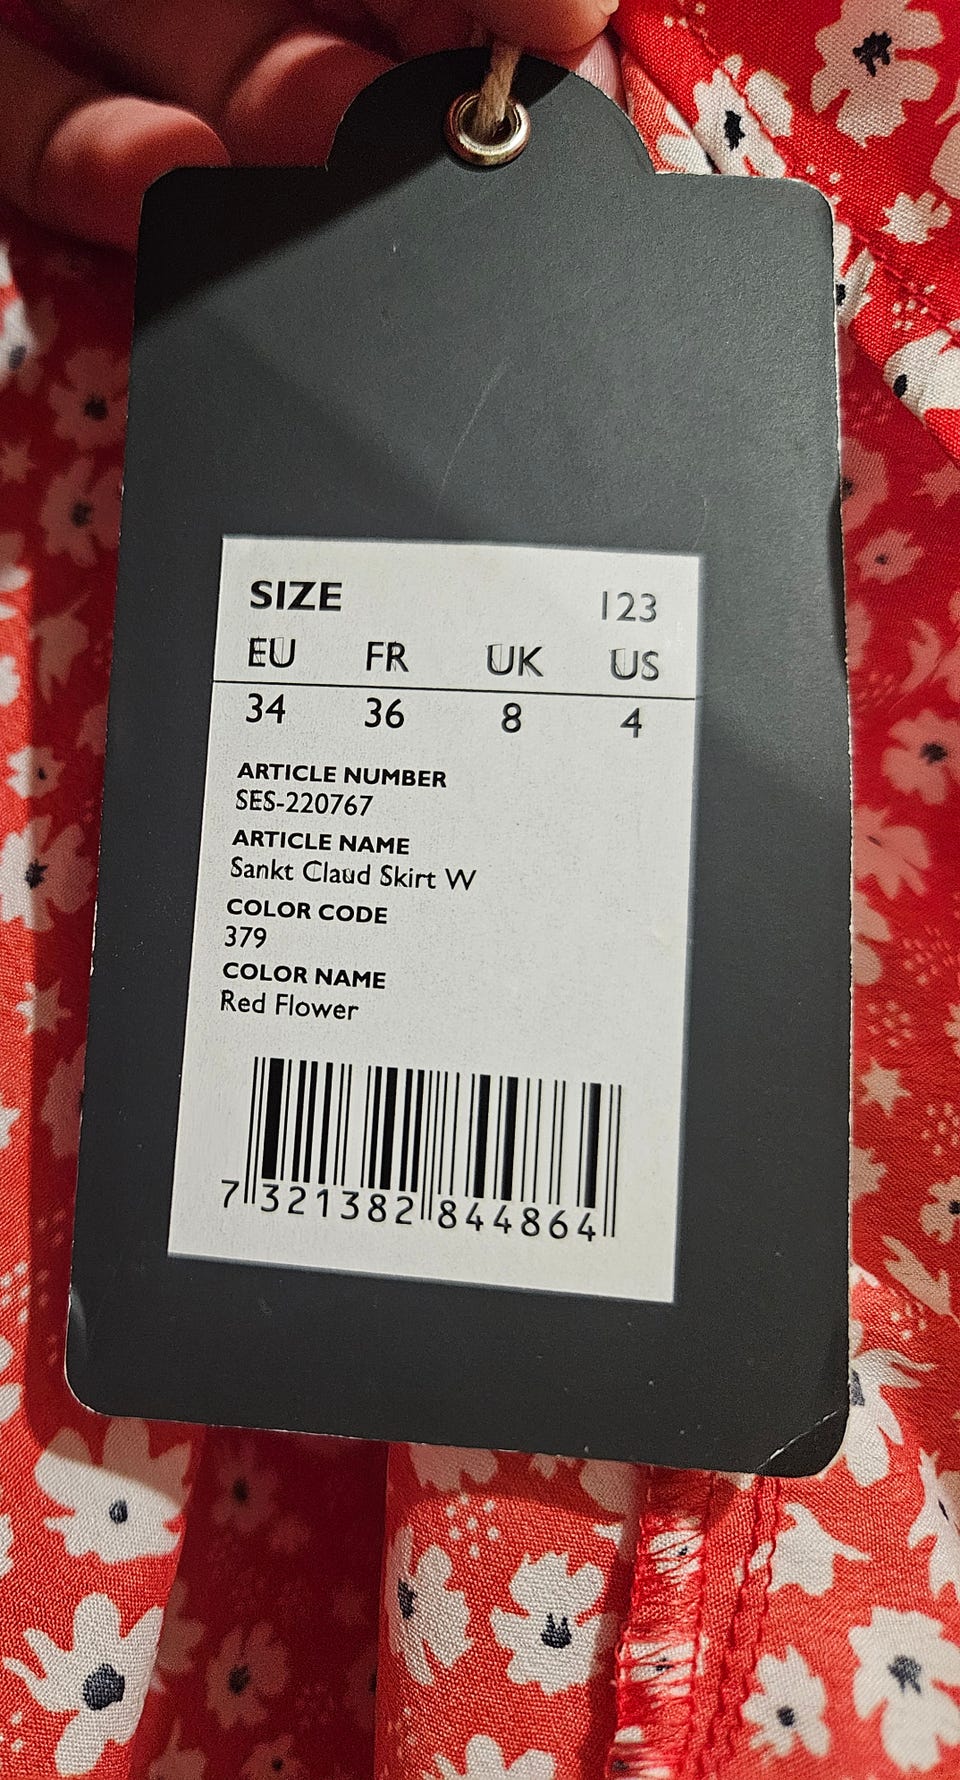 SIZE 123
EU FR UK US
34 36 8 4
ARTICLE NUMBER
SES-220767
ARTICLE NAME
Sankt Claud Skirt W
COLOR CODE
379
COLOR NAME
Red Flower
7 321382 844864